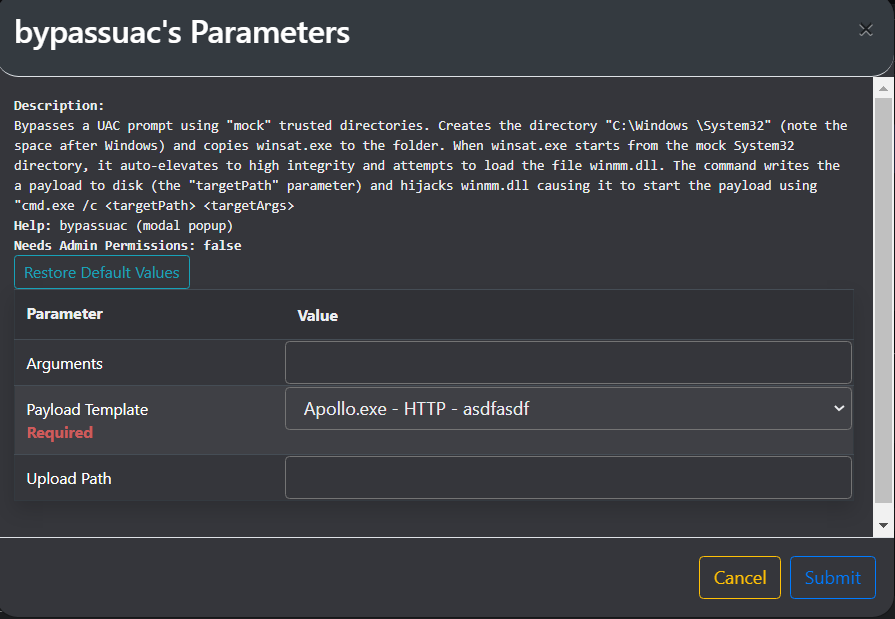 bypassuac's Parameters
×
Description:
Bypasses a UAC prompt using "mock" trusted directories. Creates the directory "C:\Windows \System32" (note the
space after Windows) and copies winsat.exe to the folder. When winsat.exe starts from the mock System32
directory, it auto-elevates to high integrity and attempts to load the file winmm.dll. The command writes the
a payload to disk (the "targetPath" parameter) and hijacks winmm.dll causing it to start the payload using
"cmd.exe /c <targetPath> <targetArgs>
Help: bypassuac (modal popup)
Needs Admin Permissions: false
Restore Default Values
Parameter Value
Arguments
Payload Template Apollo.exe - HTTP - asdfasdf
Required
Upload Path
Cancel Submit